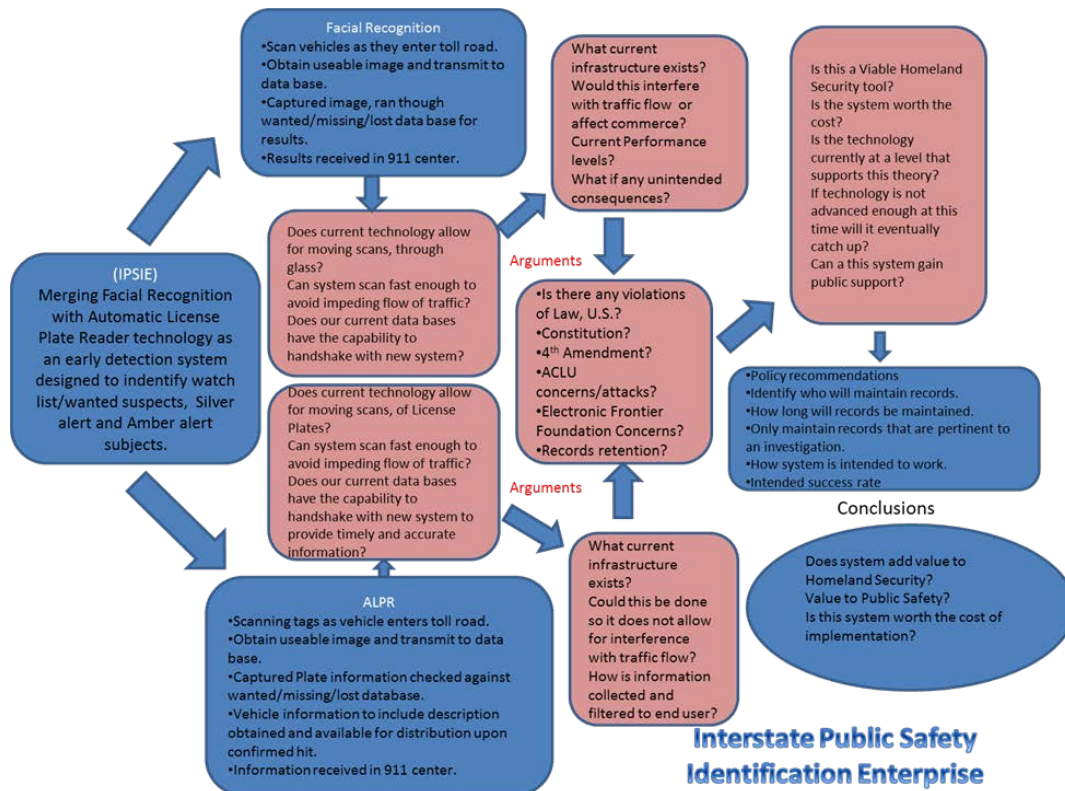 Facial Recognition
•Scan vehicles as they enter toll road.
•Obtain useable image and transmit to
data base.
•Captured image, ran though
wanted/missing/lost data base for
results.
•Results received in 911 center.
What current
infrastructure exists?
Would this interfere
with traffic flow or
affect commerce?
Current Performance
levels?
What if any unintended
consequences?
Is this a Viable Homeland
Security tool?
Is the system worth the
cost?
Is the technology
currently at a level that
supports this theory?
If technology is not
advanced enough at this
time will it eventually
catch up?
Can a this system gain
public support?
(IPSIE)
Merging Facial Recognition
with Automatic License
Plate Reader technology as
an early detection system
designed to indentify watch
list/wanted suspects, Silver
alert and Amber alert
subjects.
Does current technology allow
for moving scans, through
glass?
Can system scan fast enough to
avoid impeding flow of traffic?
Does our current data bases
have the capability to
handshake with new system?
Arguments
•Is there any violations
of Law, U.S.?
•Constitution?
•4th Amendment?
•ACLU
concerns/attacks?
•Electronic Frontier
Foundation Concerns?
•Records retention?
Does current technology allow
for moving scans, of License
Plates?
Can system scan fast enough to
avoid impeding flow of traffic?
Does our current data bases
have the capability to
handshake with new system to
provide timely and accurate
information?
Arguments
•Policy recommendations
•Identify who will maintain records.
•How long will records be maintained.
•Only maintain records that are pertinent to
an investigation.
•How system is intended to work.
•Intended success rate
Conclusions
ALPR
•Scanning tags as vehicle enters toll road.
•Obtain useable image and transmit to data
base.
•Captured Plate information checked against
wanted/missing/lost database.
•Vehicle information to include description
obtained and available for distribution upon
confirmed hit.
•Information received in 911 center.
What current
infrastructure
exists?
Could this be done
so it does not allow
for interference
with traffic flow?
How is information
collected and
filtered to end user?
Does system add value to
Homeland Security?
Value to Public Safety?
Is this system worth the cost of
implementation?
Interstate Public Safety
Identification Enterprise